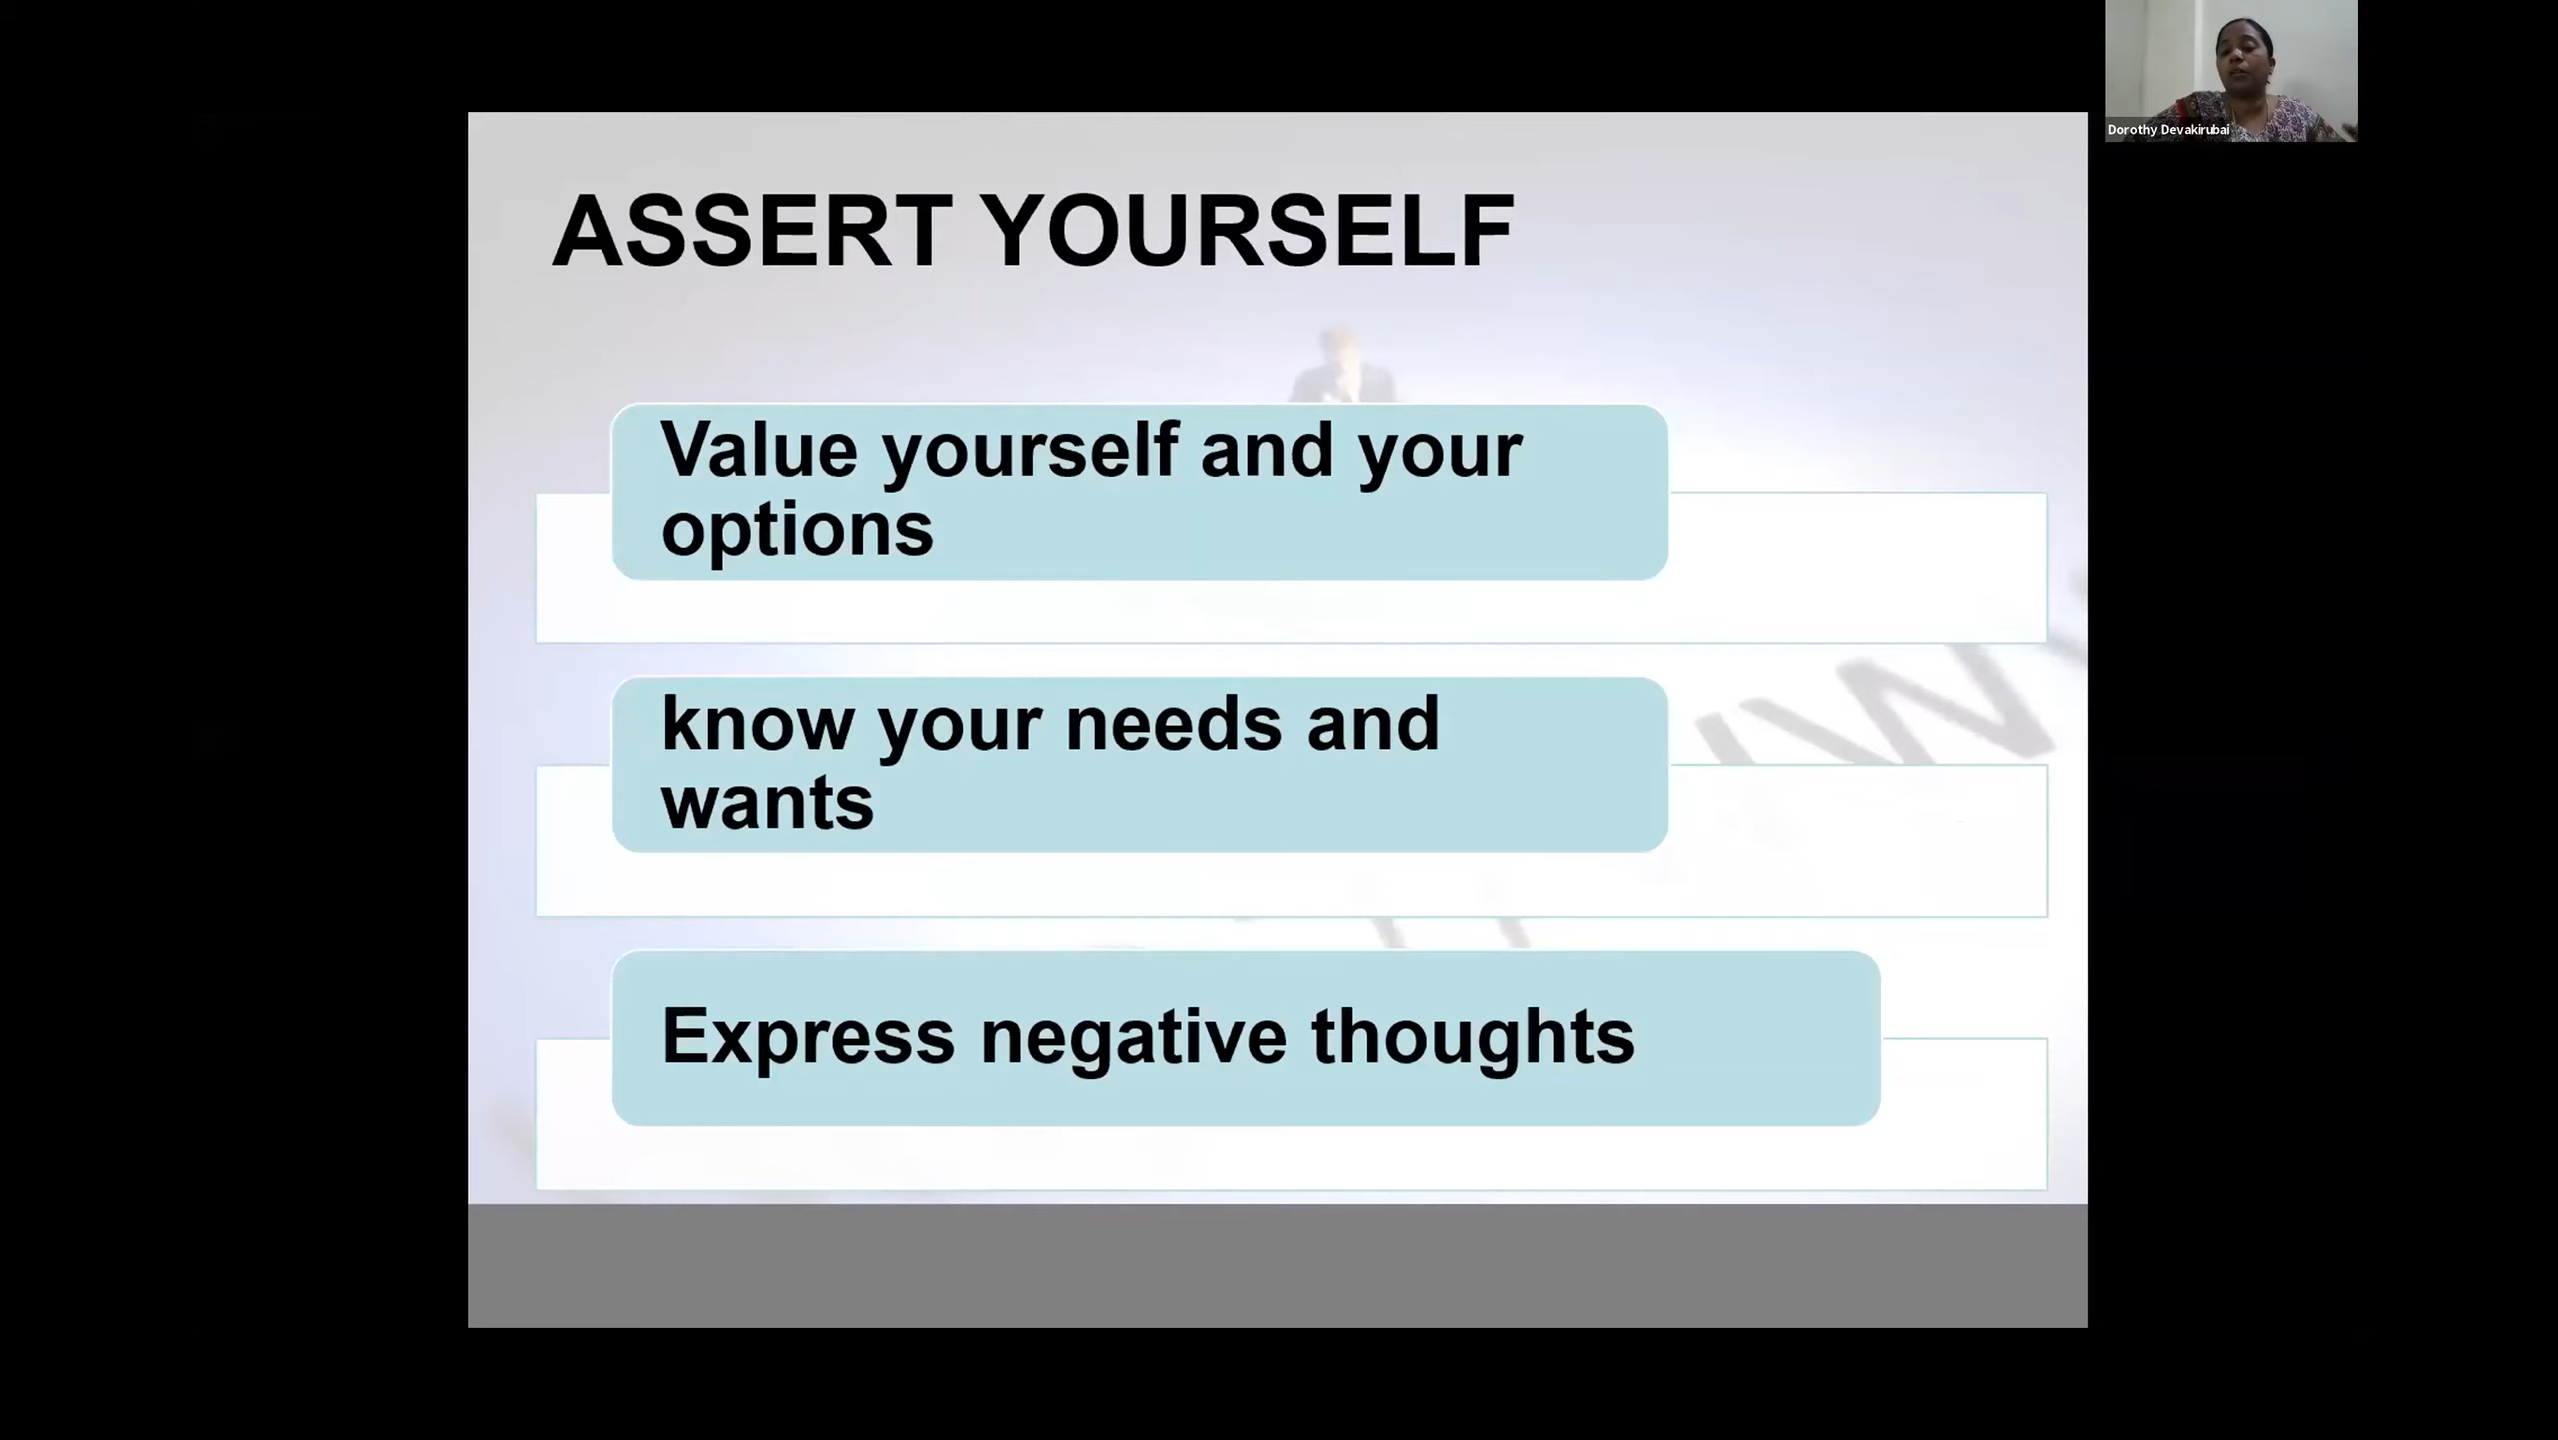 Dorothy Devakirubai
ASSERT YOURSELF
Value yourself and your
options
know your needs and
wants
Express negative thoughts